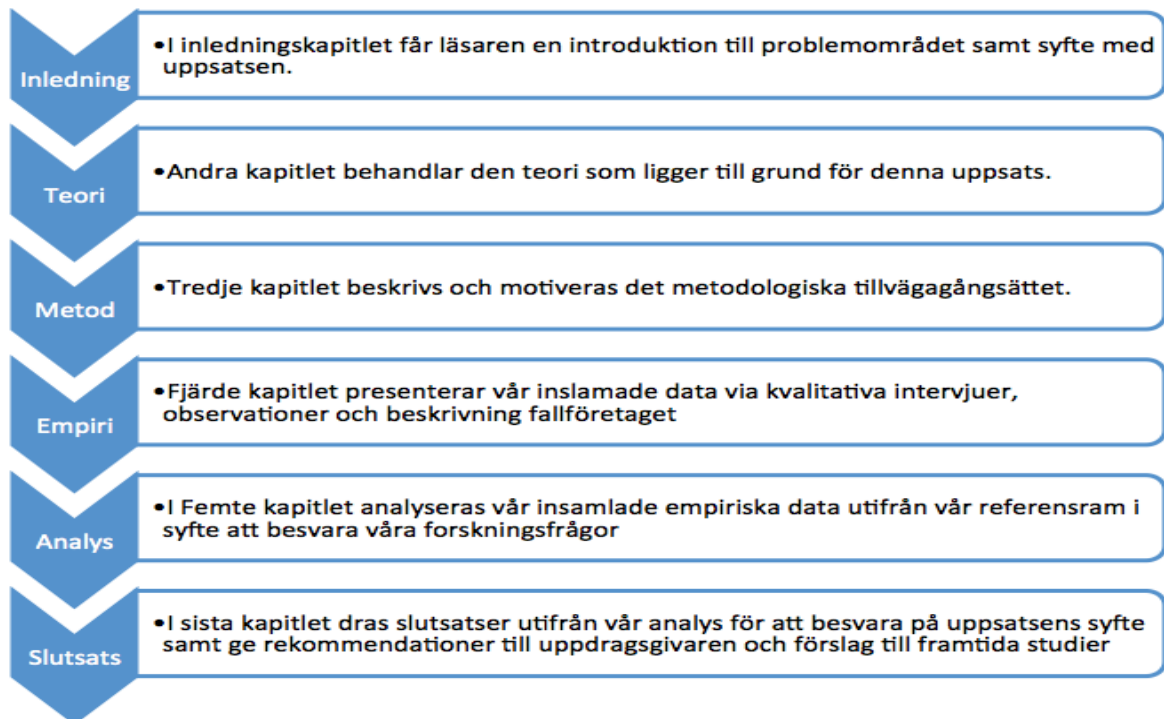 Inledning
•I inledningskapitlet får läsaren en introduktion till problemområdet samt syfte med
uppsatsen.
Teori
•Andra kapitlet behandlar den teori som ligger till grund för denna uppsats.
Metod
•Tredje kapitlet beskrivs och motiveras det metodologiska tillvägagångsättet.
Empiri
•Fjärde kapitlet presenterar vår inslamade data via kvalitativa intervjuer,
observationer och beskrivning fallföretaget
Analys
•I Femte kapitlet analyseras vår insamlade empiriska data utifrån vår referensram i
syfte att besvara våra forskningsfrågor
Slutsats
•I sista kapitlet dras slutsatser utifrån vår analys för att besvara på uppsatsens syfte
samt ge rekommendationer till uppdragsgivaren och förslag till framtida studier